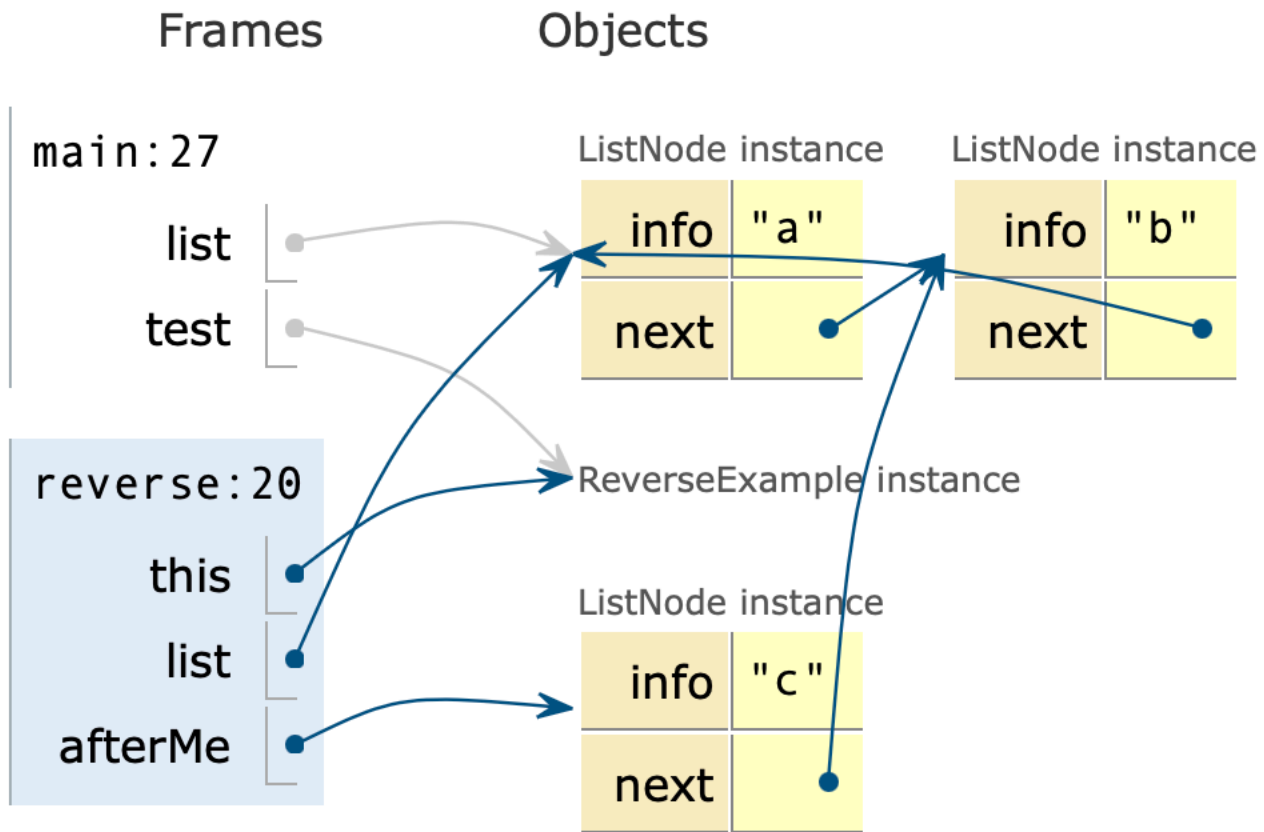 Frames Objects
main:27
list
test
ListNode instance ListNode instance
info "a" info "b"
next next
reverse:20
this
list
afterMe
ReverseExample instance
ListNode instance
info "c"
next